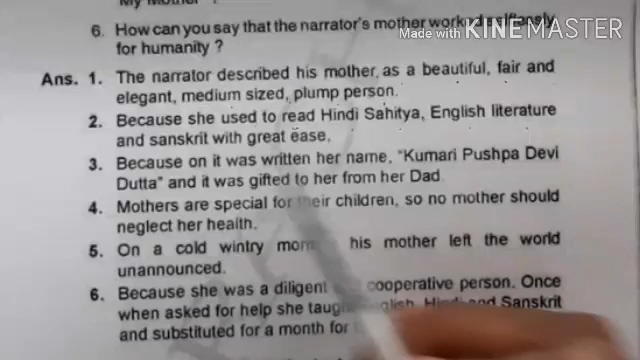 My Mother
6. How can you say that the narrator's mother worked selflessly
for humanity ?
Made with KINEMASTER
Ans. 1. The narrator described his mother as a beautiful, fair and
elegant, medium sized, plump person.
2. Because she used to read Hindi Sahitya, English literature
and sanskrit with great ease.
3. Because on it was written her name, "Kumari Pushpa Devi
Dutta" and it was gifted to her from her Dad.
4. Mothers are special for their children, so no mother should
neglect her health.
5. On a cold wintry his mother left the world
unannounced.
6. Because she was a diligent cooperative person. Once
when asked for help she Hindi and Sanskrit
and substituted for a month for